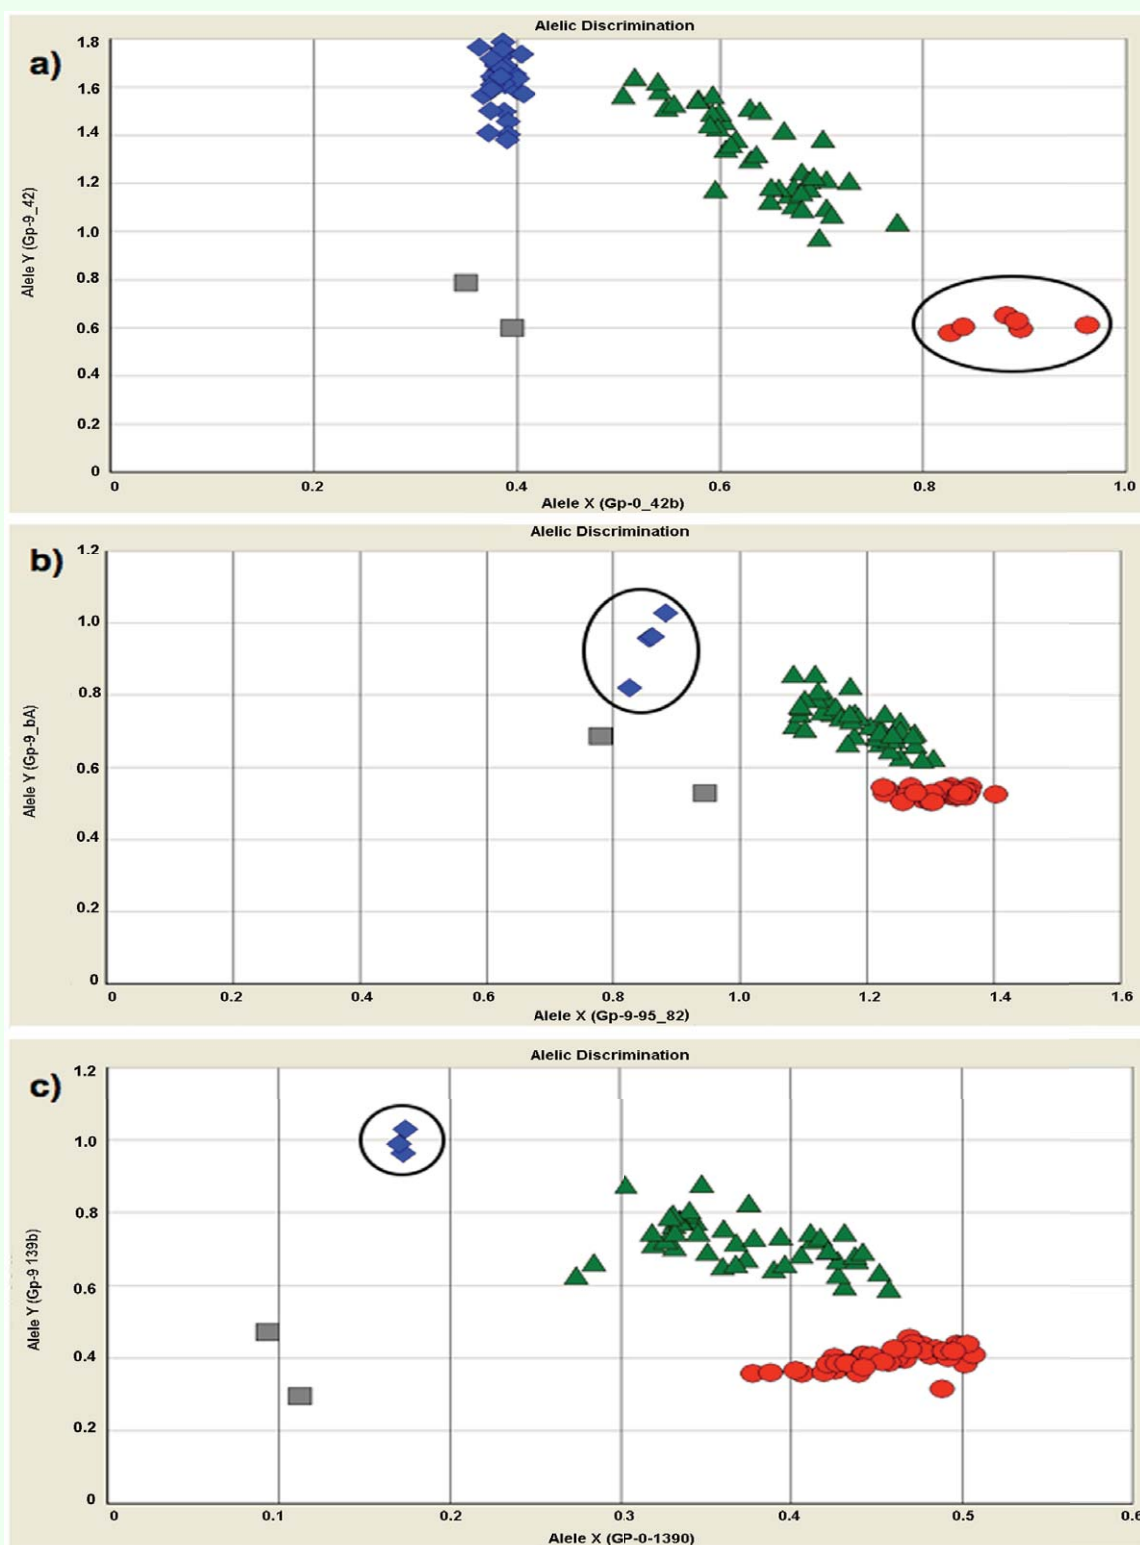 Alelic Discrimination
a)
1.8
1.6
1.4
1.2
1.0
0.8
0.6
0.4
0.2
0
Alele Y (Gp-9_42)
0 0.2 0.4 0.6 0.8 1.0
Alele X (Gp-0_42b)
Alelic Discrimination
b)
1.2
1.0
0.8
0.6
0.4
0.2
0
Alele Y (Gp-9_bA)
0 0.2 0.4 0.6 0.8 1.0 1.2 1.4 1.6
Alele X (Gp-9-95_82)
Alelic Discrimination
c)
1.2
1.0
0.8
0.6
0.4
0.2
0
Alele Y (Gp-9 139b)
0 0.1 0.2 0.3 0.4 0.5 0.6
Alele X (GP-0-1390)